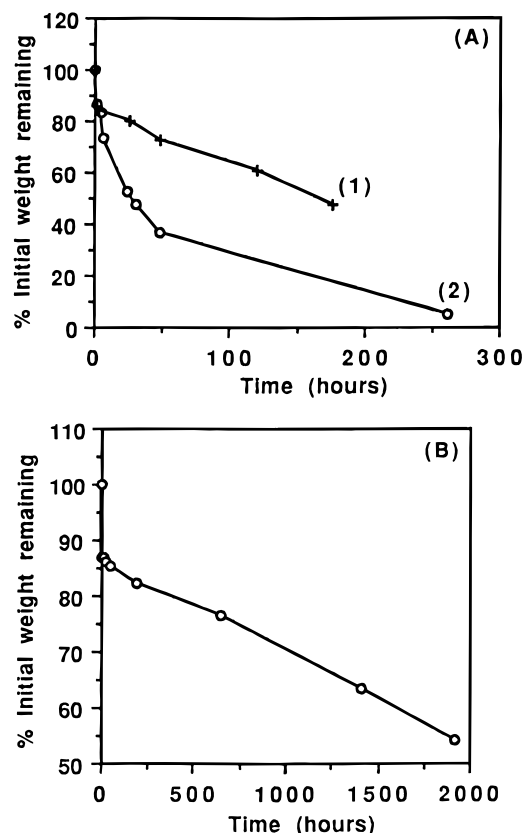 120
(A)
100
80
60
40
20
0
% Initial weight remaining
(1)
(2)
0 100 200 300
Time (hours)
110
(B)
100
90
80
70
60
50
% Initial weight remaining
0 500 1000 1500 2000
Time (hours)